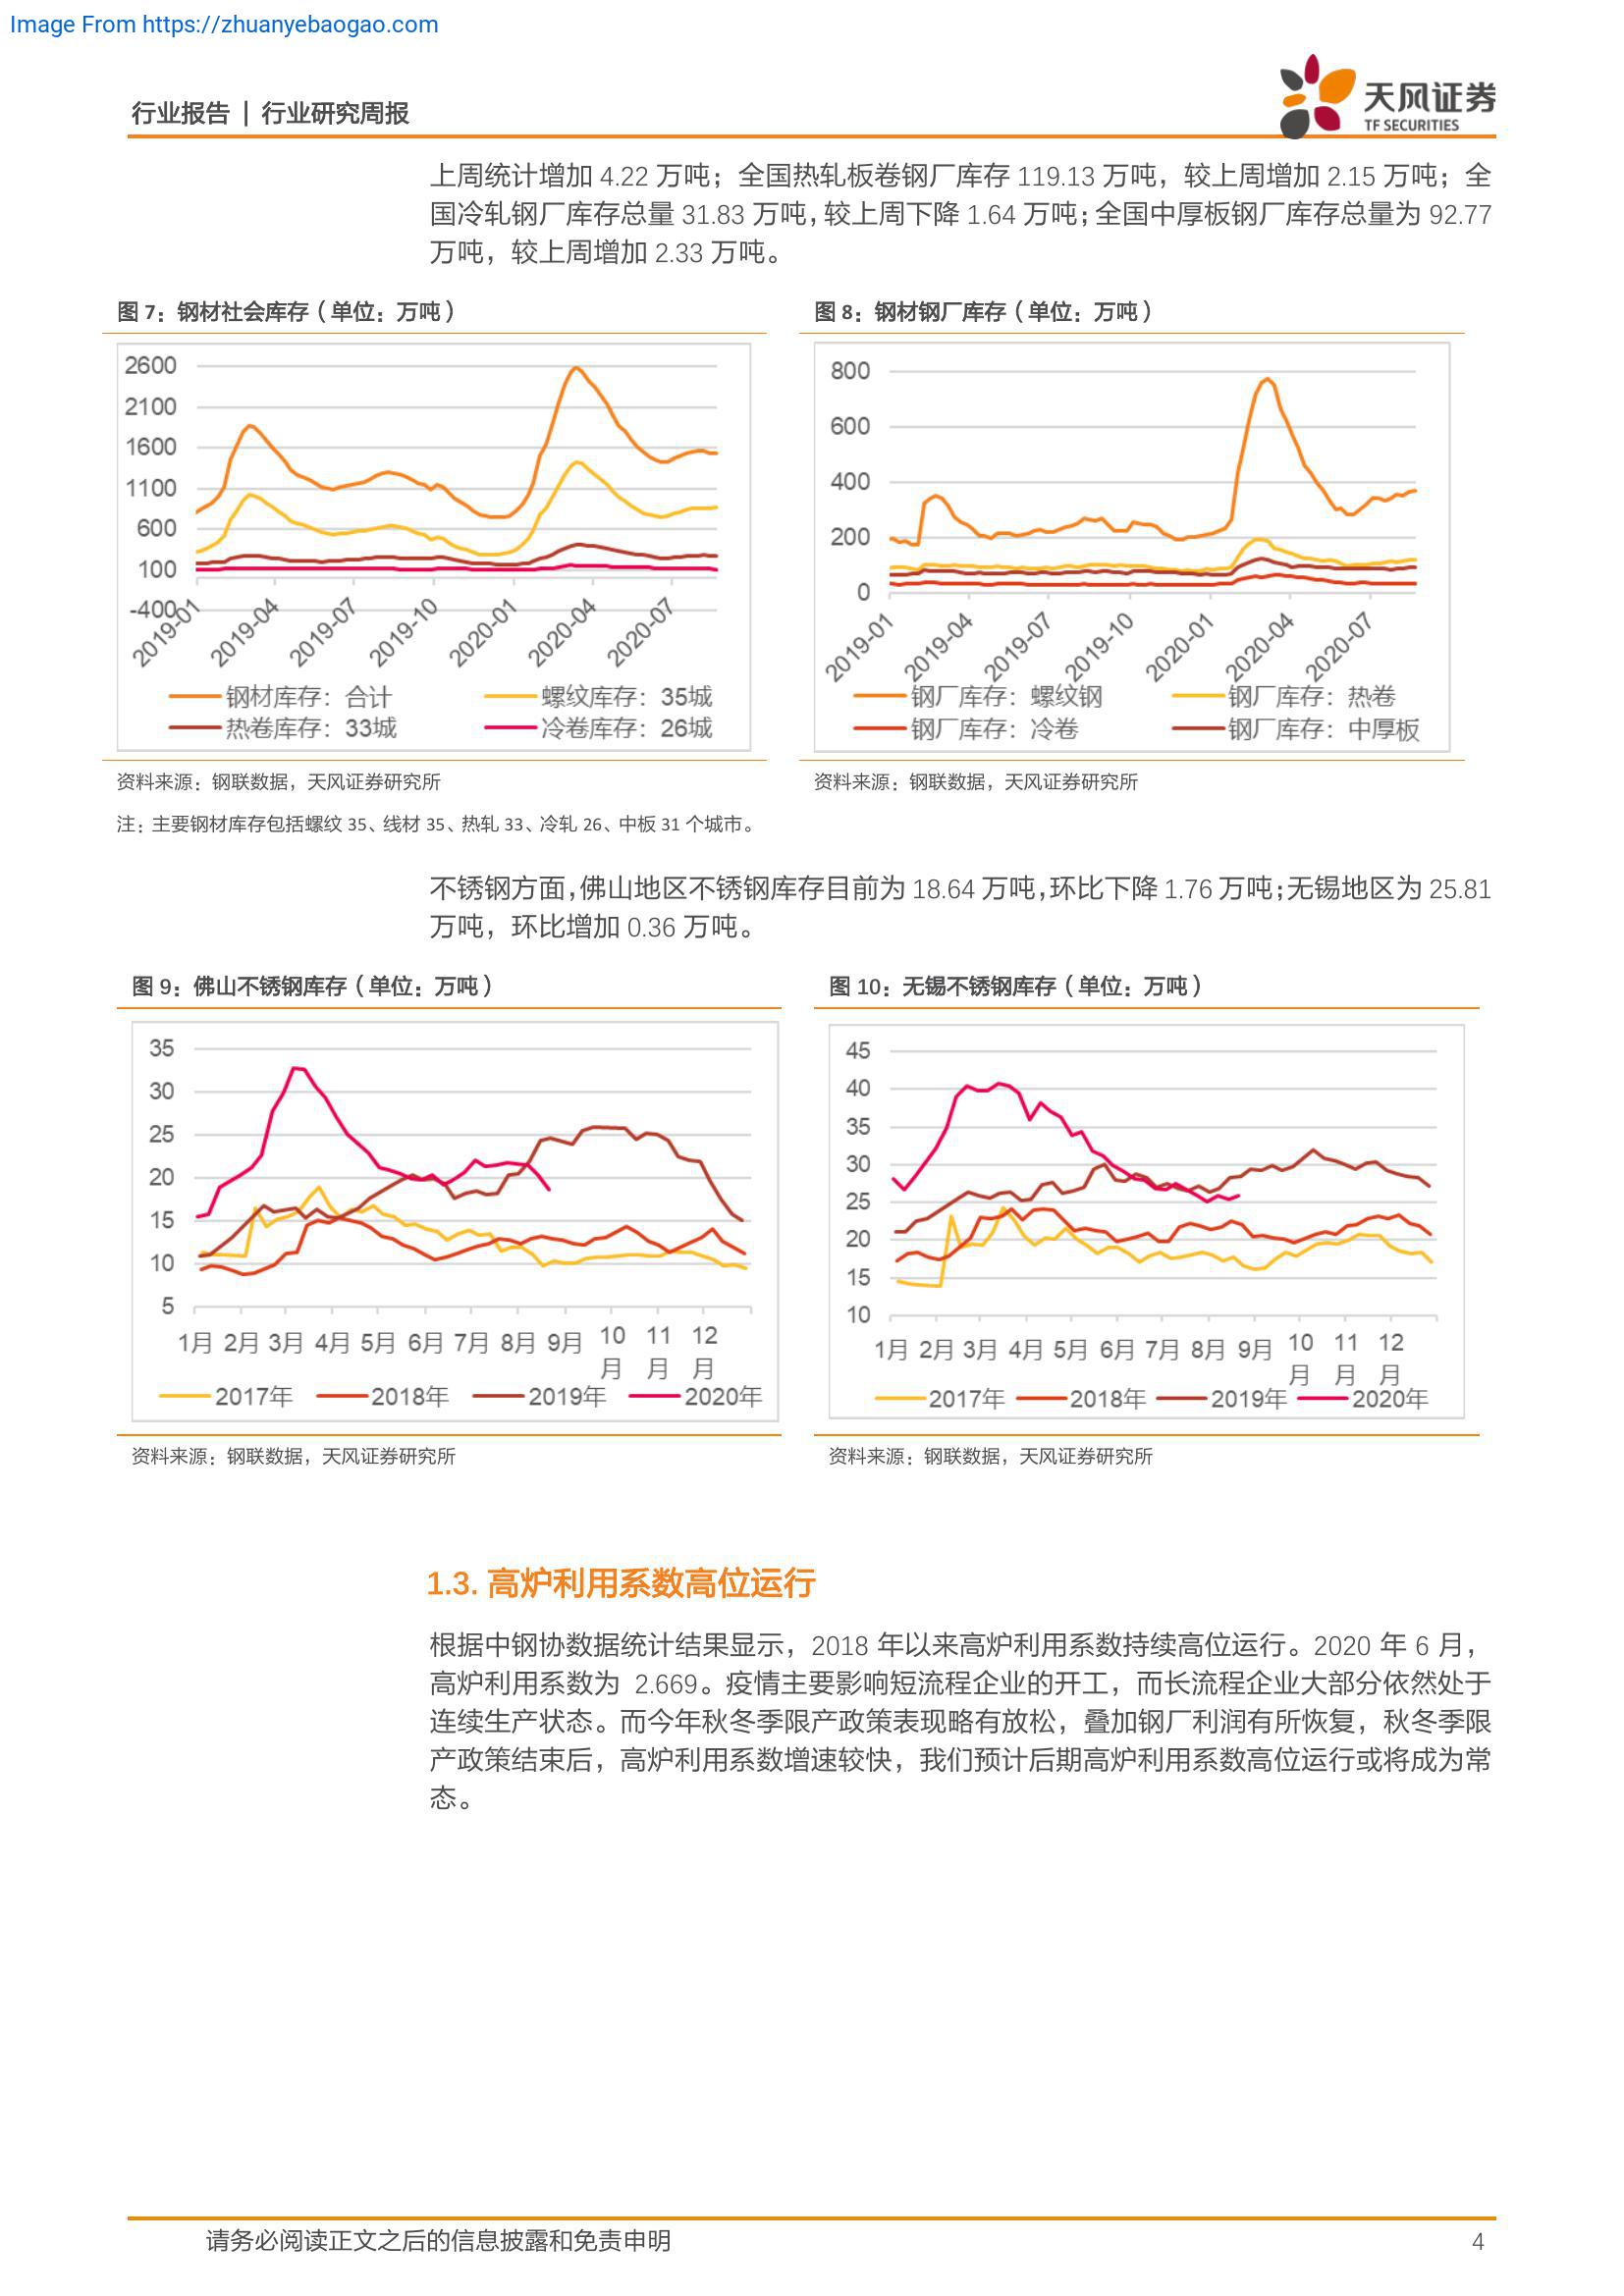 Image From https://zhuanyebaogao.com
行业报告 | 行业研究周报
天风证券
TF SECURITIES
上周统计增加 4.22 万吨；全国热轧板卷钢厂库存 119.13 万吨，较上周增加 2.15 万吨；全
国冷轧钢厂库存总量 31.83 万吨，较上周下降 1.64 万吨；全国中厚板钢厂库存总量为 92.77
万吨，较上周增加 2.33 万吨。
图 7：钢材社会库存（单位：万吨）
2600
2100
1600
1100
600
100
-400
2019-01 2019-04 2019-07 2019-10 2020-01 2020-04 2020-07
钢材库存：合计 螺纹库存：35城
热卷库存：33城 冷卷库存：26城
资料来源：钢联数据，天风证券研究所
注：主要钢材库存包括螺纹 35、线材 35、热轧 33、冷轧 26、中板 31 个城市。
图 8：钢材钢厂库存（单位：万吨）
800
600
400
200
0
2019-01 2019-04 2019-07 2019-10 2020-01 2020-04 2020-07
钢厂库存：螺纹钢 钢厂库存：热卷
钢厂库存：冷卷 钢厂库存：中厚板
资料来源：钢联数据，天风证券研究所
不锈钢方面，佛山地区不锈钢库存目前为 18.64 万吨，环比下降 1.76 万吨；无锡地区为 25.81
万吨，环比增加 0.36 万吨。
图 9：佛山不锈钢库存（单位：万吨）
35
30
25
20
15
10
5
1月 2月 3月 4月 5月 6月 7月 8月 9月 10月 11月 12月
2017年 2018年 2019年 2020年
资料来源：钢联数据，天风证券研究所
图 10：无锡不锈钢库存（单位：万吨）
45
40
35
30
25
20
15
10
1月 2月 3月 4月 5月 6月 7月 8月 9月 10月 11月 12月
2017年 2018年 2019年 2020年
资料来源：钢联数据，天风证券研究所
1.3. 高炉利用系数高位运行
根据中钢协数据统计结果显示，2018 年以来高炉利用系数持续高位运行。2020 年 6 月，
高炉利用系数为 2.669。疫情主要影响短流程企业的开工，而长流程企业大部分依然处于
连续生产状态。而今年秋冬季限产政策表现略有放松，叠加钢厂利润有所恢复，秋冬季限
产政策结束后，高炉利用系数增速较快，我们预计后期高炉利用系数高位运行或将成为常
态。
请务必阅读正文之后的信息披露和免责申明
4